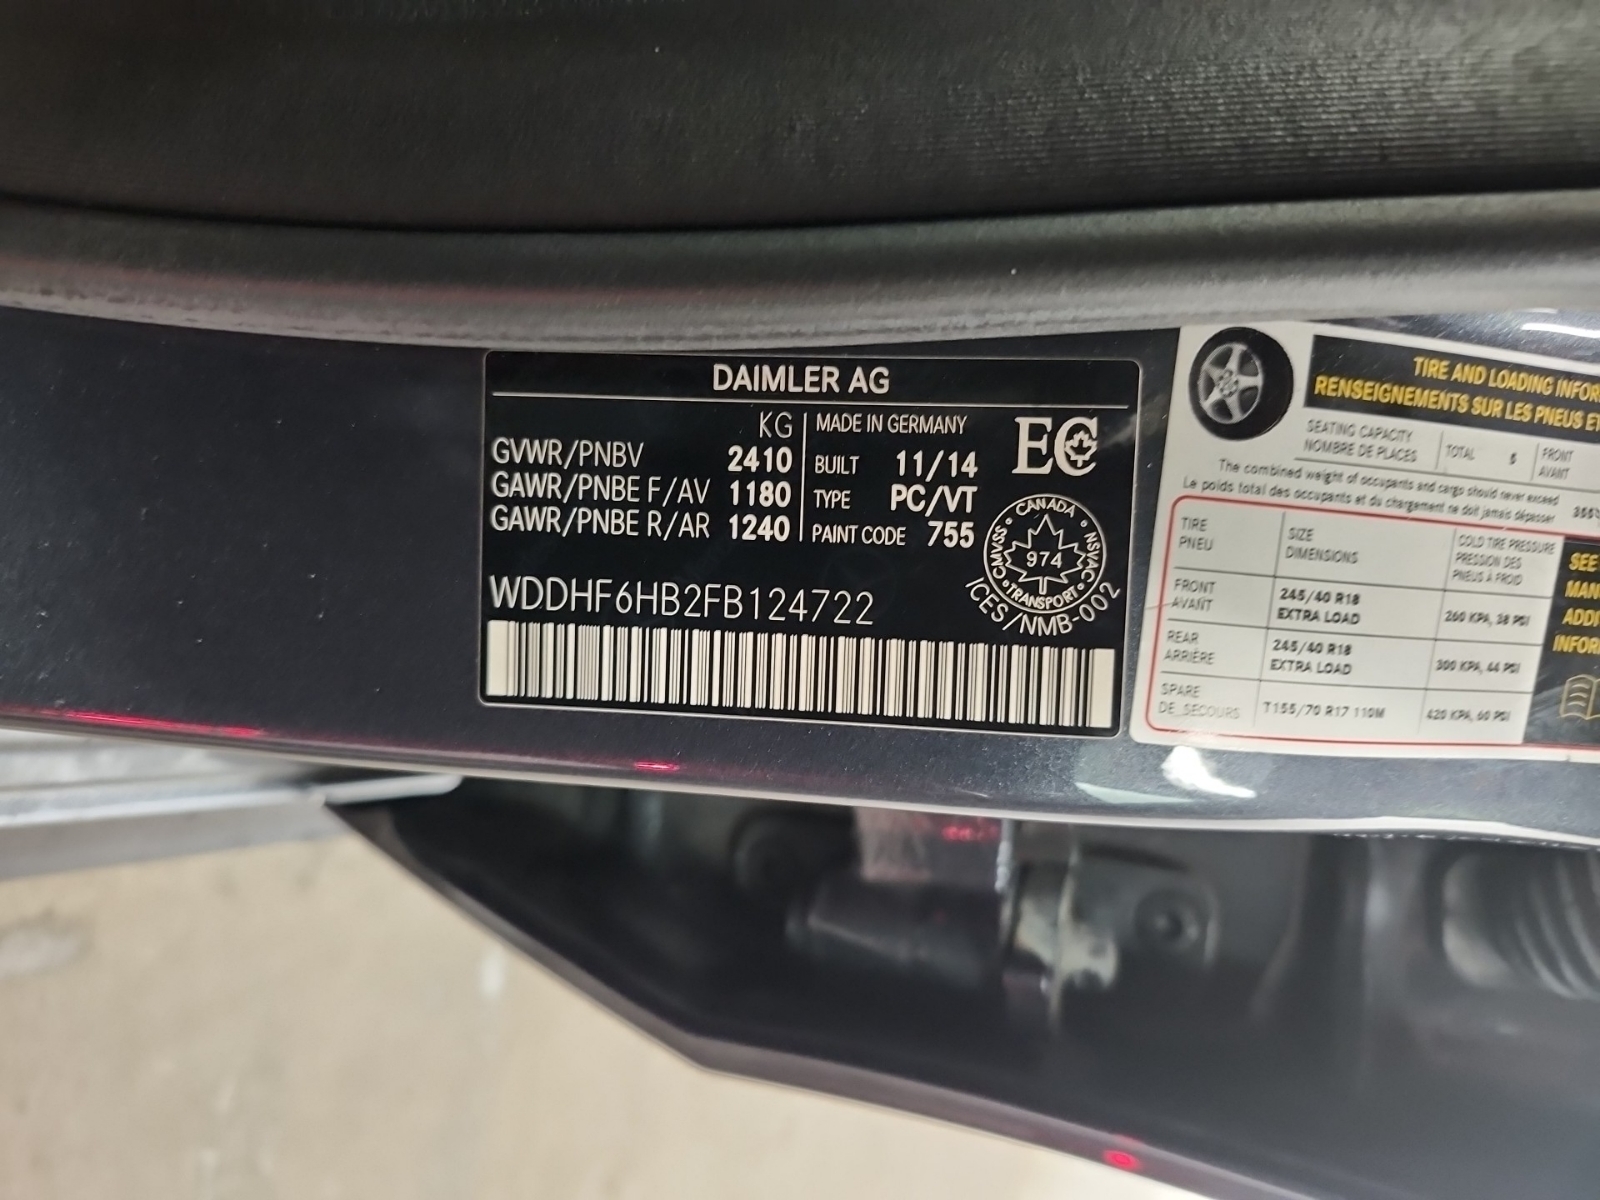 DAIMLER AG
KG
GVWR/PNBV 2410
GAWR/PNBE F/AV 1180
GAWR/PNBE R/AR 1240
MADE IN GERMANY
BUILT 11/14
TYPE PC/VT
PAINT CODE 755
EC
CANADA
NSVAC
974
CMVSS
TRANSPORT
ICES/NMB-002
WDDHF6HB2FB124722
TIRE AND LOADING INFOR
RENSEIGNEMENTS SUR LES PNEUS ET
SEATING CAPACITY
NOMBRE DE PLACES
TOTAL 5
FRONT
AVANT
The combined weight of occupants and cargo should never exceed
Le poids total des occupants et du chargement ne doit jamais dépasser
355
TIRE
PNEU
SIZE
DIMENSIONS
COLD TIRE PRESSURE
PRESSION DES
PNEUS À FROID
FRONT
AVANT
245/40 R18
EXTRA LOAD
260 KPA, 38 PSI
REAR
ARRIÈRE
245/40 R18
EXTRA LOAD
300 KPA, 44 PSI
SPARE
DE SECOURS
T155/70 R17 110M
420 KPA, 60 PSI
SEE
MAN
ADDI
INFOR